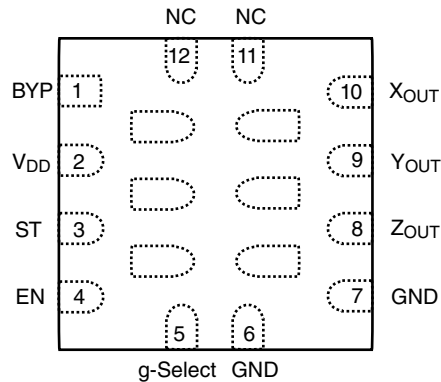 NC NC
12 11
BYP 1 10 XOUT
VDD 2 9 YOUT
ST 3 8 ZOUT
EN 4 7 GND
5 6
g-Select GND